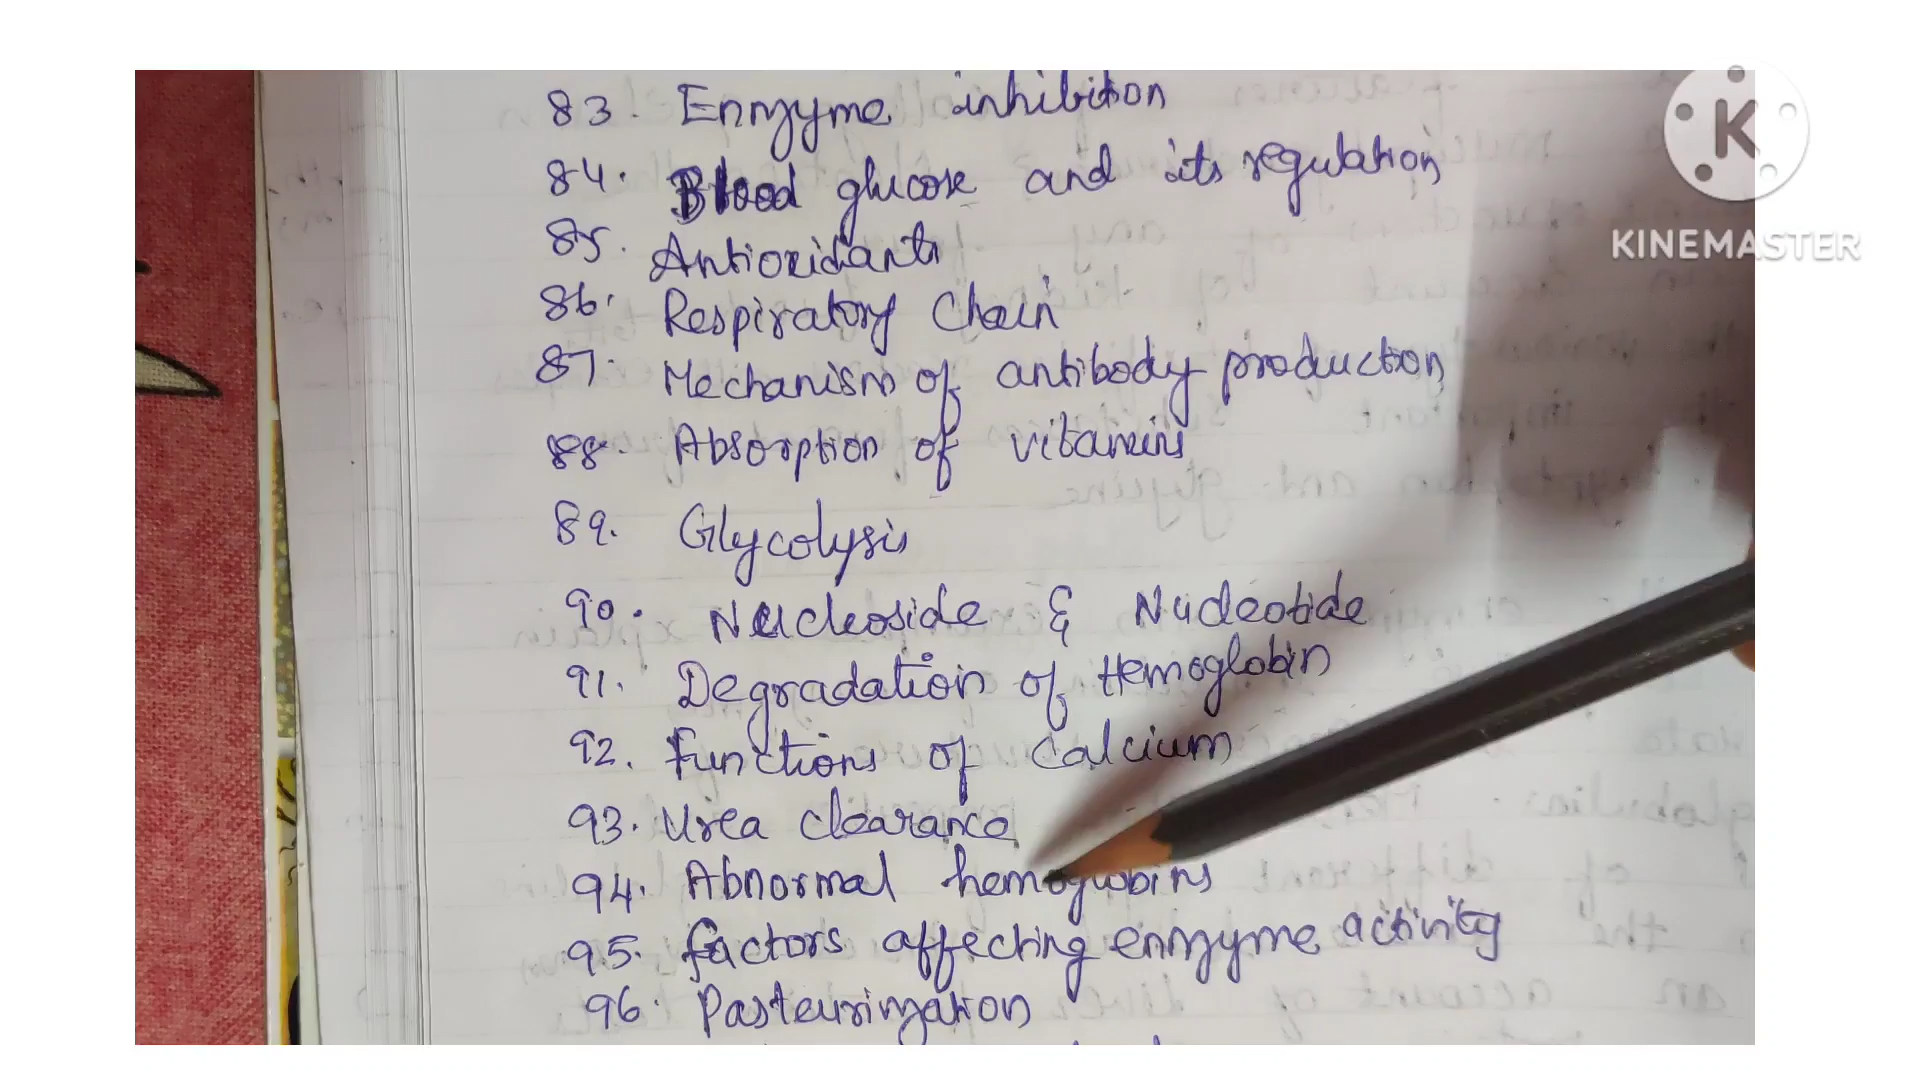 83. Enzyme inhibition
84. Blood glucose and its regulation
85. Antioxidants
86. Respiratory Chain
87. Mechanism of antibody production
88. Absorption of vitamins
89. Glycolysis
90. Nucleoside & Nucleotide
91. Degradation of Hemoglobin
92. Functions of calcium
93. Urea clearance
94. Abnormal hemoglobins
95. factors affecting enzyme activity
96. Pasteurization
K
KINEMASTER